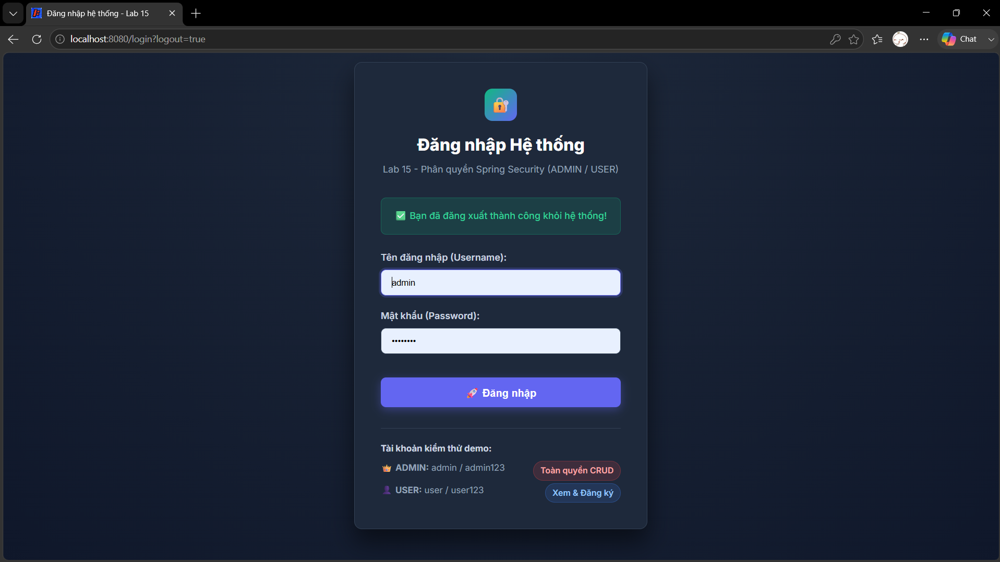 Đăng nhập hệ thống - Lab 15
localhost:8080/login?logout=true
Chat
Đăng nhập Hệ thống
Lab 15 - Phân quyền Spring Security (ADMIN / USER)
✅ Bạn đã đăng xuất thành công khỏi hệ thống!
Tên đăng nhập (Username):
admin
Mật khẩu (Password):
••••••••
🚀 Đăng nhập
Tài khoản kiểm thử demo:
👑 ADMIN: admin / admin123 Toàn quyền CRUD
👤 USER: user / user123 Xem & Đăng ký